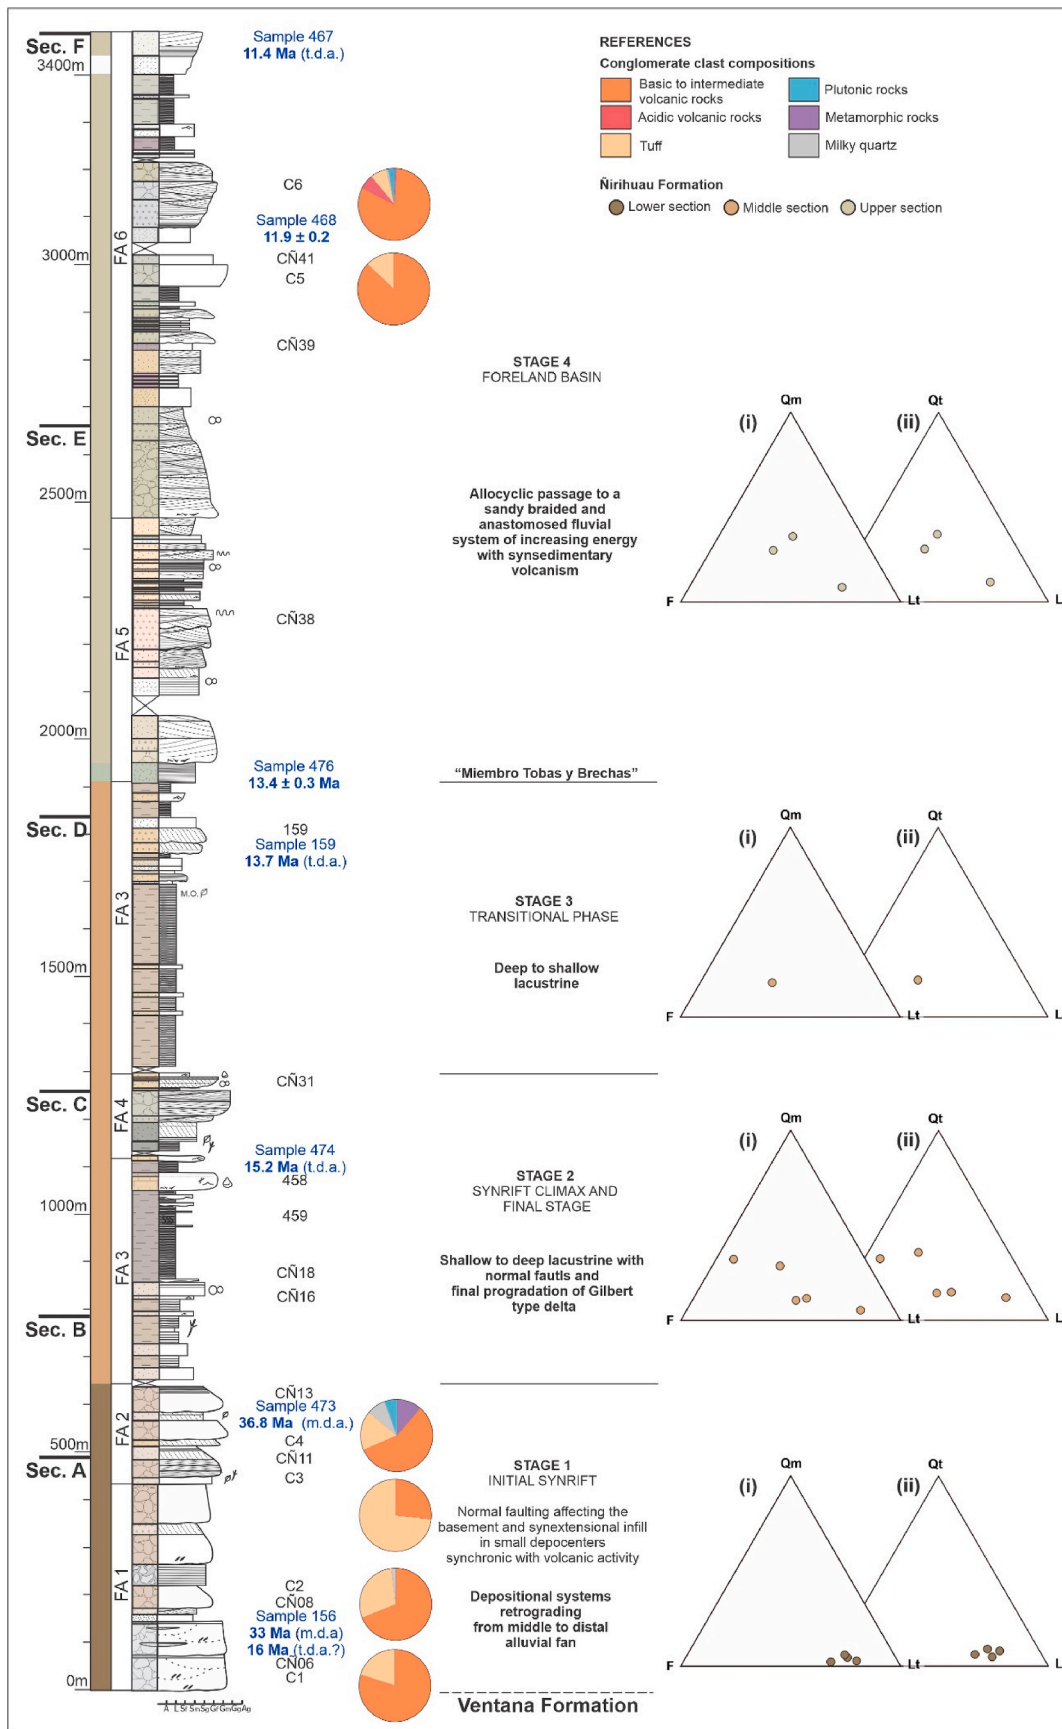 Sec. F
3400m
Sample 467
11.4 Ma (t.d.a.)
REFERENCES
Conglomerate clast compositions
Basic to intermediate
volcanic rocks
Plutonic rocks
Acidic volcanic rocks
Metamorphic rocks
Tuff
Milky quartz
Ñirihuau Formation
Lower section
Middle section
Upper section
C6
Sample 468
11.9 ± 0.2
FA 6
3000m
CÑ41
C5
CÑ39
STAGE 4
FORELAND BASIN
Sec. E
2500m
Allocyclic passage to a
sandy braided and
anastomosed fluvial
system of increasing energy
with synsedimentary
volcanism
Qm
Qt
(i)
(ii)
F
Lt
L
CÑ38
FA 5
2000m
Sample 476
13.4 ± 0.3 Ma
“Miembro Tobas y Brechas”
Sec. D
159
Sample 159
13.7 Ma (t.d.a.)
M.O.
FA 3
STAGE 3
TRANSITIONAL PHASE
Deep to shallow
lacustrine
1500m
Qm
Qt
(i)
(ii)
F
Lt
L
CÑ31
Sec. C
FA 4
Sample 474
15.2 Ma (t.d.a.)
458
1000m
459
FA 3
CÑ18
CÑ16
STAGE 2
SYNRIFT CLIMAX AND
FINAL STAGE
Shallow to deep lacustrine with
normal fautls and
final progradation of Gilbert
type delta
Qm
Qt
(i)
(ii)
F
Lt
L
Sec. B
CÑ13
Sample 473
36.8 Ma (m.d.a.)
FA 2
500m
C4
CÑ11
Sec. A
C3
STAGE 1
INITIAL SYNRIFT
Normal faulting affecting the
basement and synextensional infill
in small depocenters
synchronic with volcanic activity
Depositional systems
retrograding
from middle to distal
alluvial fan
Qm
Qt
(i)
(ii)
F
Lt
L
FA 1
C2
CÑ08
Sample 156
33 Ma (m.d.a)
16 Ma (t.d.a.?)
CÑ06
C1
0m
Ventana Formation
A L Sf Sm Sg Gf Gm Gg Ag